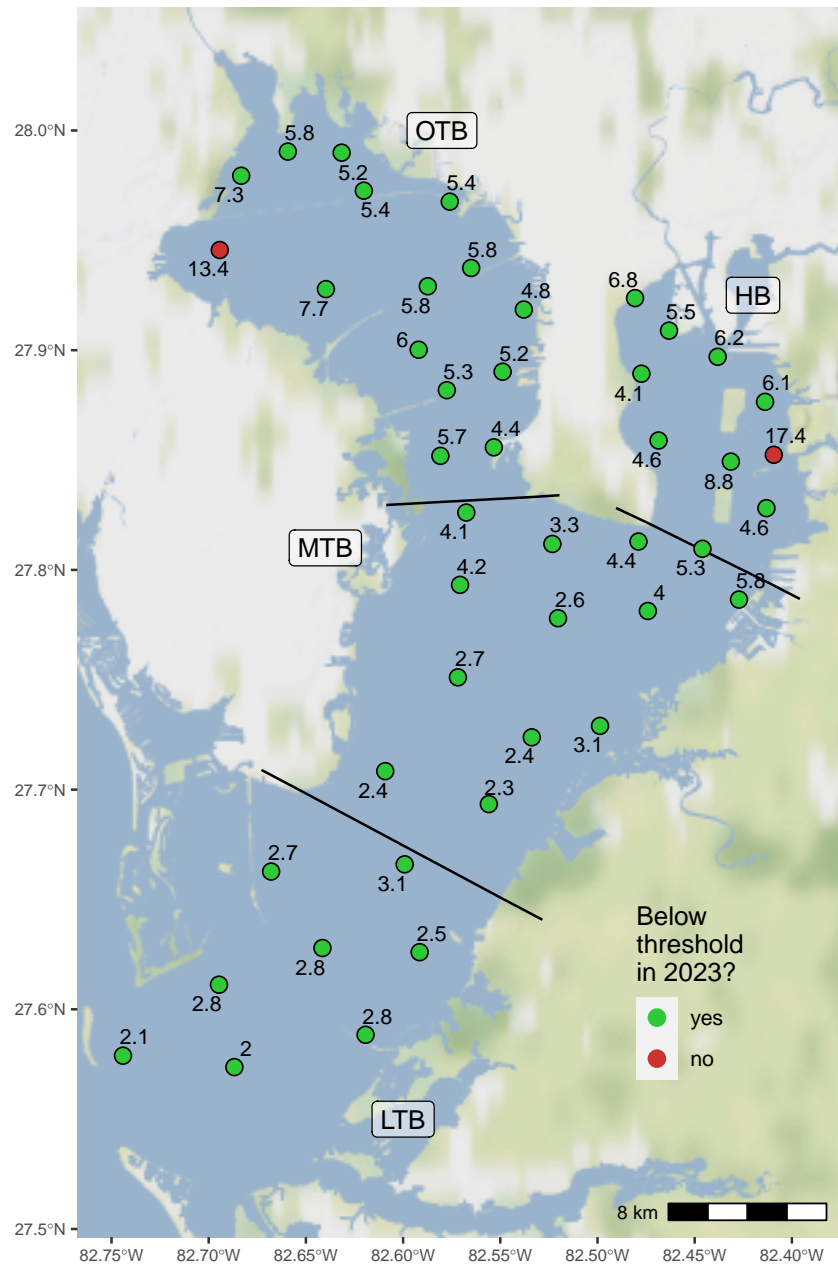 28.0°N
27.9°N
27.8°N
27.7°N
27.6°N
27.5°N
OTB
5.8
5.2
5.4
5.4
7.3
13.4
5.8
7.7
5.8
4.8
6
5.2
5.3
5.7
4.4
HB
6.8
5.5
6.2
4.1
6.1
17.4
4.6
8.8
4.6
MTB
4.1
3.3
4.4
5.3
5.8
4.2
2.6
4
2.7
2.4
3.1
2.4
2.3
2.7
3.1
2.8
2.5
2.8
2.1
2
2.8
LTB
Below
threshold
in 2023?
yes
no
8 km
82.75°W 82.70°W 82.65°W 82.60°W 82.55°W 82.50°W 82.45°W 82.40°W